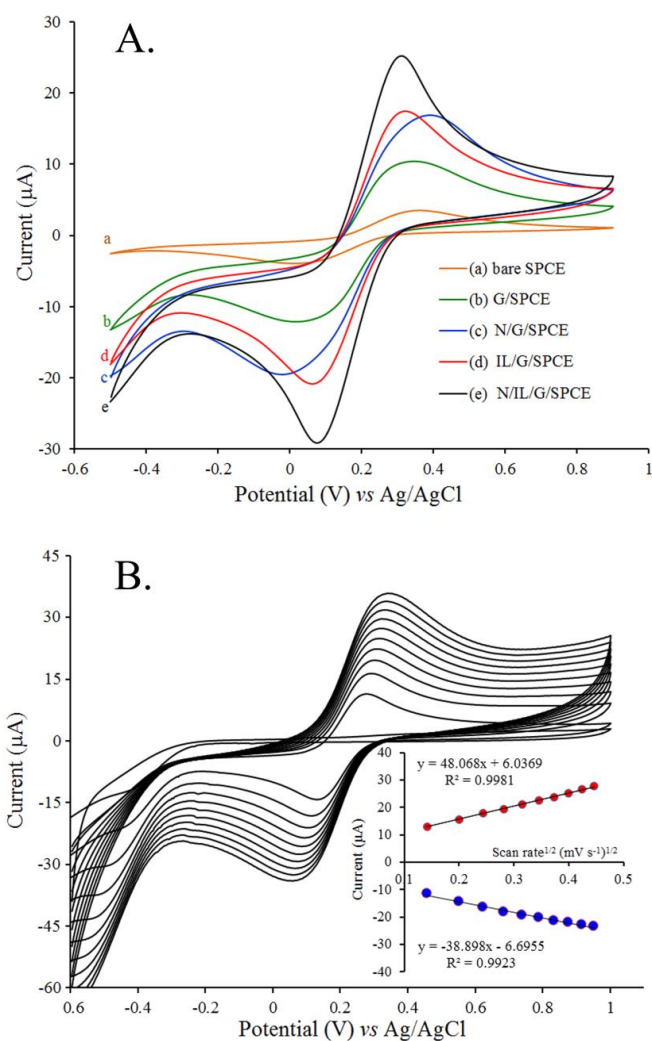 A.
30
20
10
0
-10
-20
-30
Current (µA)
a
b
d
c
e
(a) bare SPCE
(b) G/SPCE
(c) N/G/SPCE
(d) IL/G/SPCE
(e) N/IL/G/SPCE
-0.6 -0.4 -0.2 0 0.2 0.4 0.6 0.8 1
Potential (V) vs Ag/AgCl
B.
45
30
15
0
-15
-30
-45
-60
Current (µA)
y = 48.068x + 6.0369
R² = 0.9981
40
30
20
10
0
Scan rate1/2 (mV s-1)1/2
0.1 0.2 0.3 0.4 0.5
Current (µA)
-10
-20
0
20
40
y = -38.898x - 6.6955
R² = 0.9923
0.6 -0.4 -0.2 0 0.2 0.4 0.6 0.8 1
Potential (V) vs Ag/AgCl